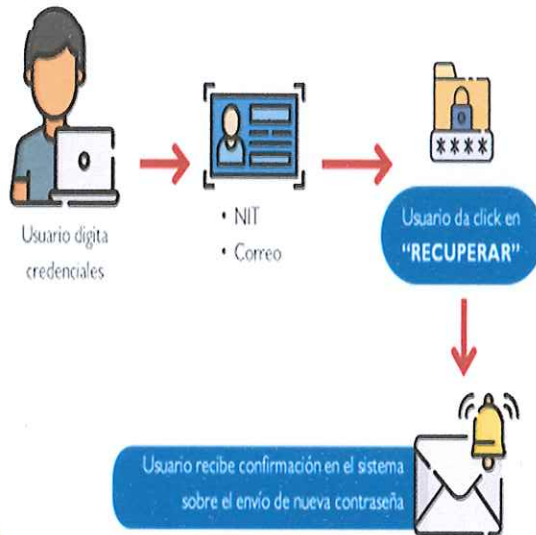 Usuario digita
credenciales
• NIT
• Correo
****
Usuario da click en
“RECUPERAR”
Usuario recibe confirmación en el sistema
sobre el envío de nueva contraseña